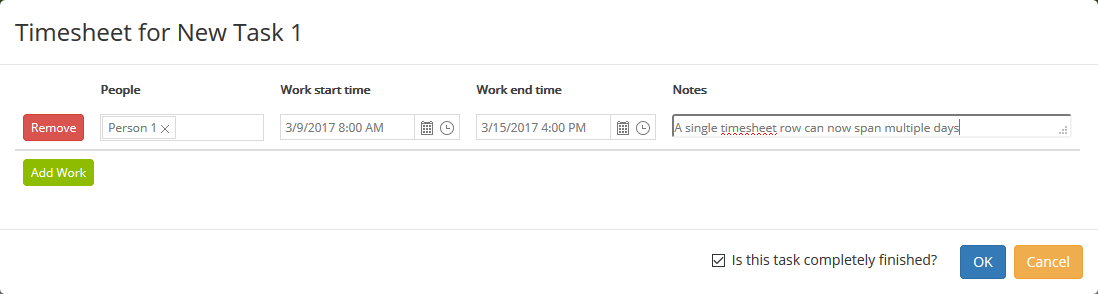 Timesheet for New Task 1
People Work start time Work end time Notes
Remove Person 1 3/9/2017 8:00 AM 3/15/2017 4:00 PM A single timesheet row can now span multiple days
Add Work
Is this task completely finished? OK Cancel